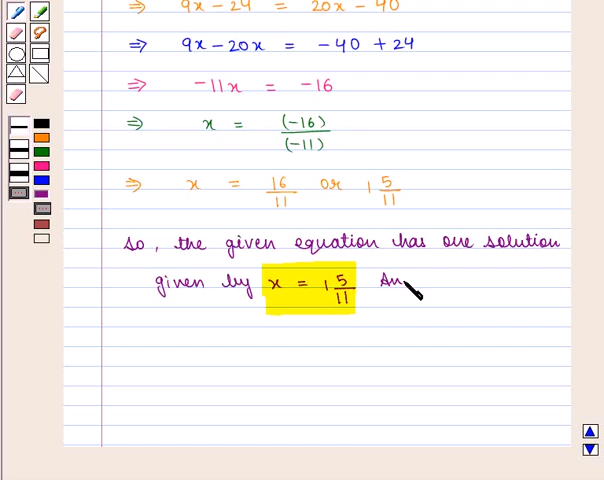 ⇒ 9x - 24 = 20x - 40
⇒ 9x - 20x = -40 + 24
⇒ -11x = -16
⇒ x = (-16)/(-11)
⇒ x = 16/11 or 1 5/11
So, the given equation has one solution
given by x = 1 5/11 An